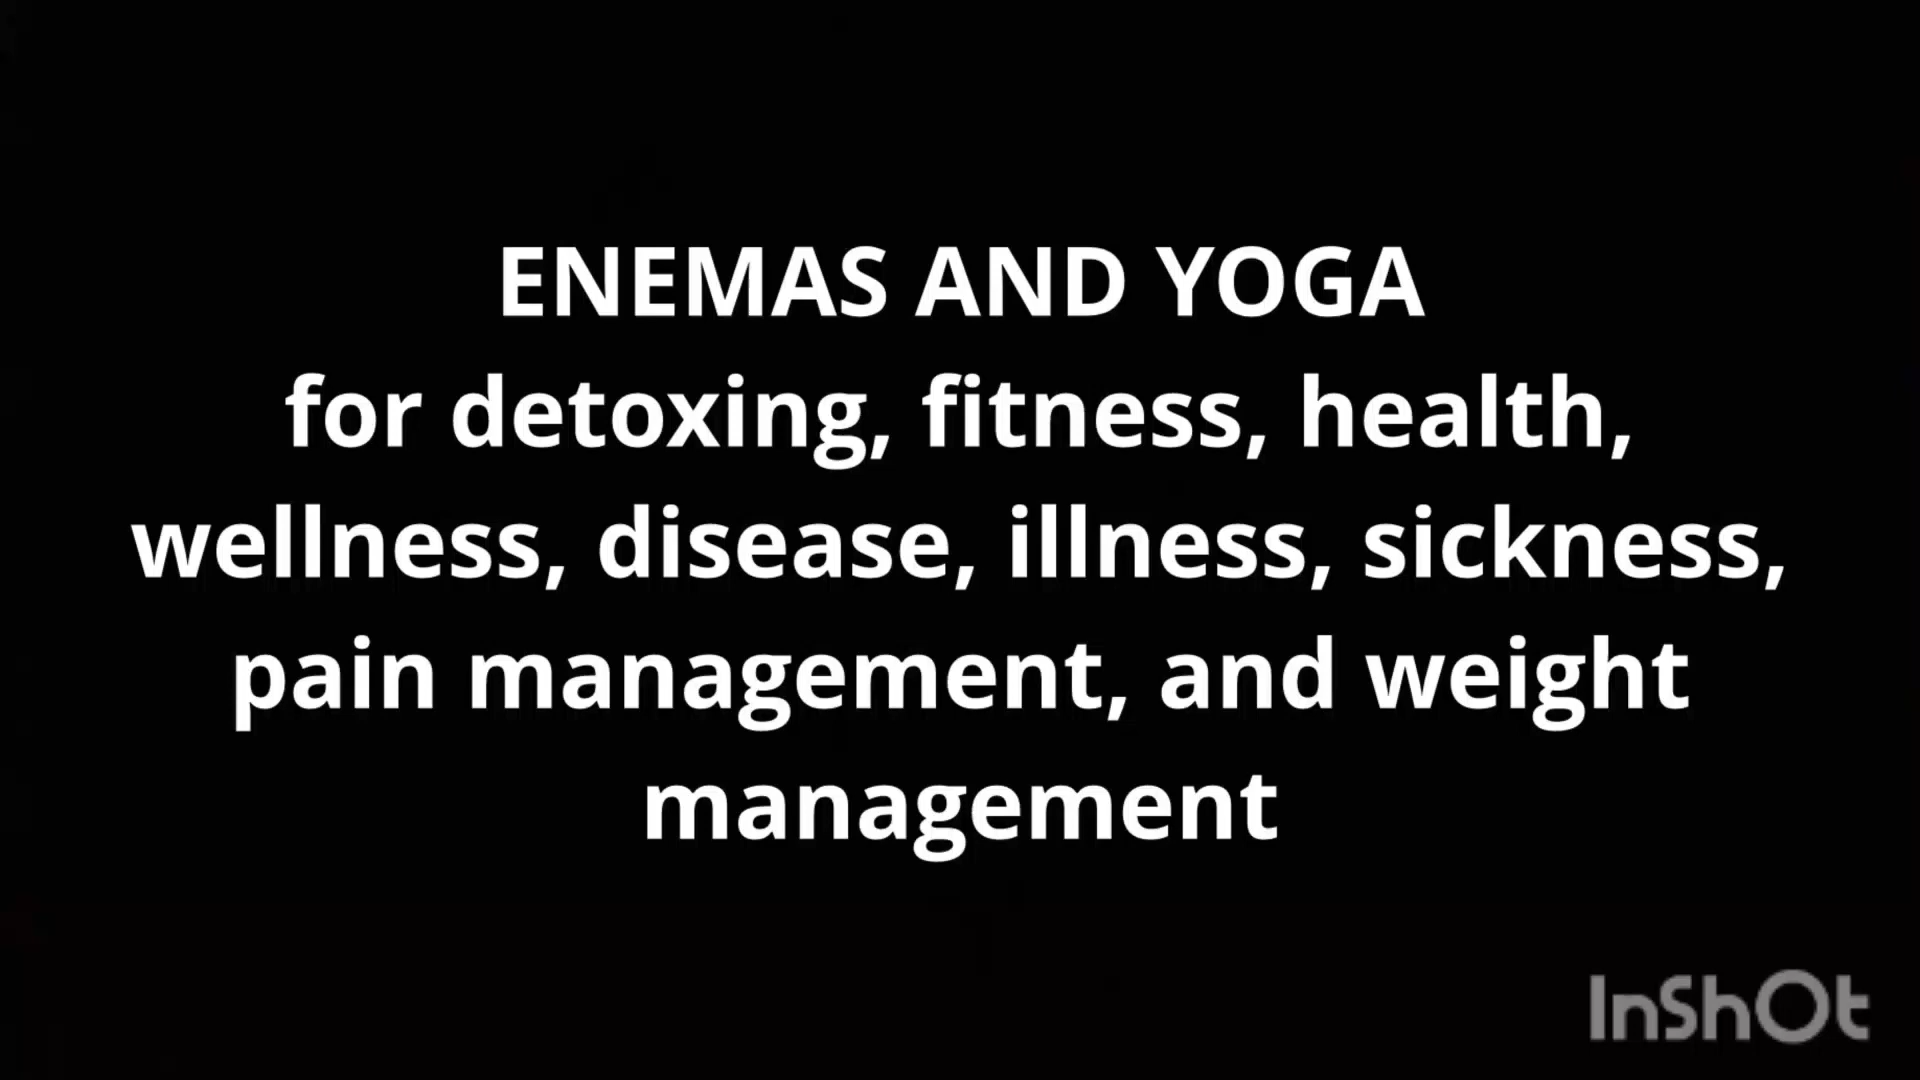 ENEMAS AND YOGA
for detoxing, fitness, health,
wellness, disease, illness, sickness,
pain management, and weight
management
InShOt